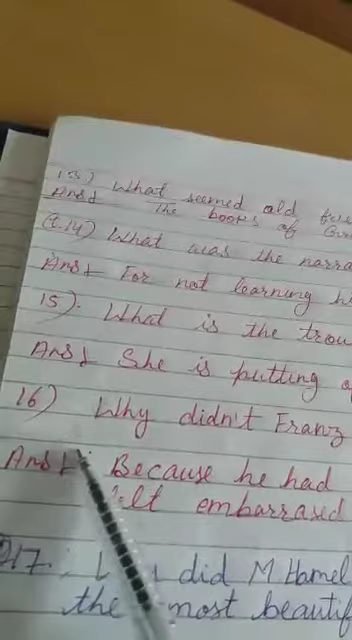 13) What seemed old
Ans↓ The books of
14) What was the narra
Ans↓ For not learning h
15). What is the trou
Ans↓ She is putting
16) Why didn't Franz
Ans↓ Because he had
felt embarrased
17. did M Hamel
the most beautif